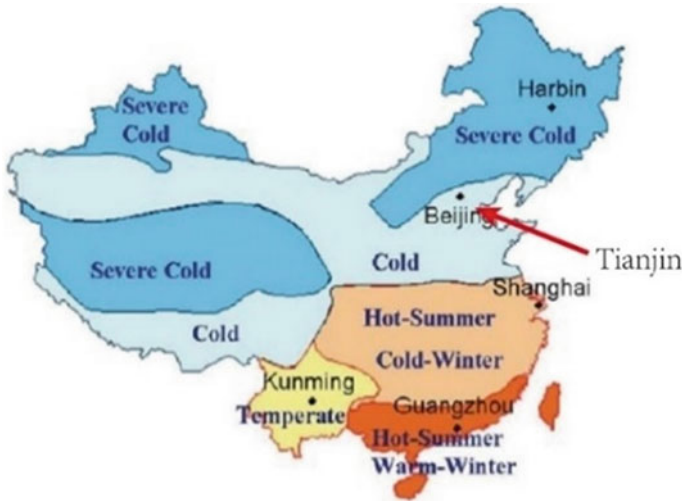 Severe
Cold
Harbin
Severe Cold
Beijing
Tianjin
Severe Cold
Cold
Shanghai
Cold
Hot-Summer
Cold-Winter
Kunming
Temperate
Guangzhou
Hot-Summer
Warm-Winter